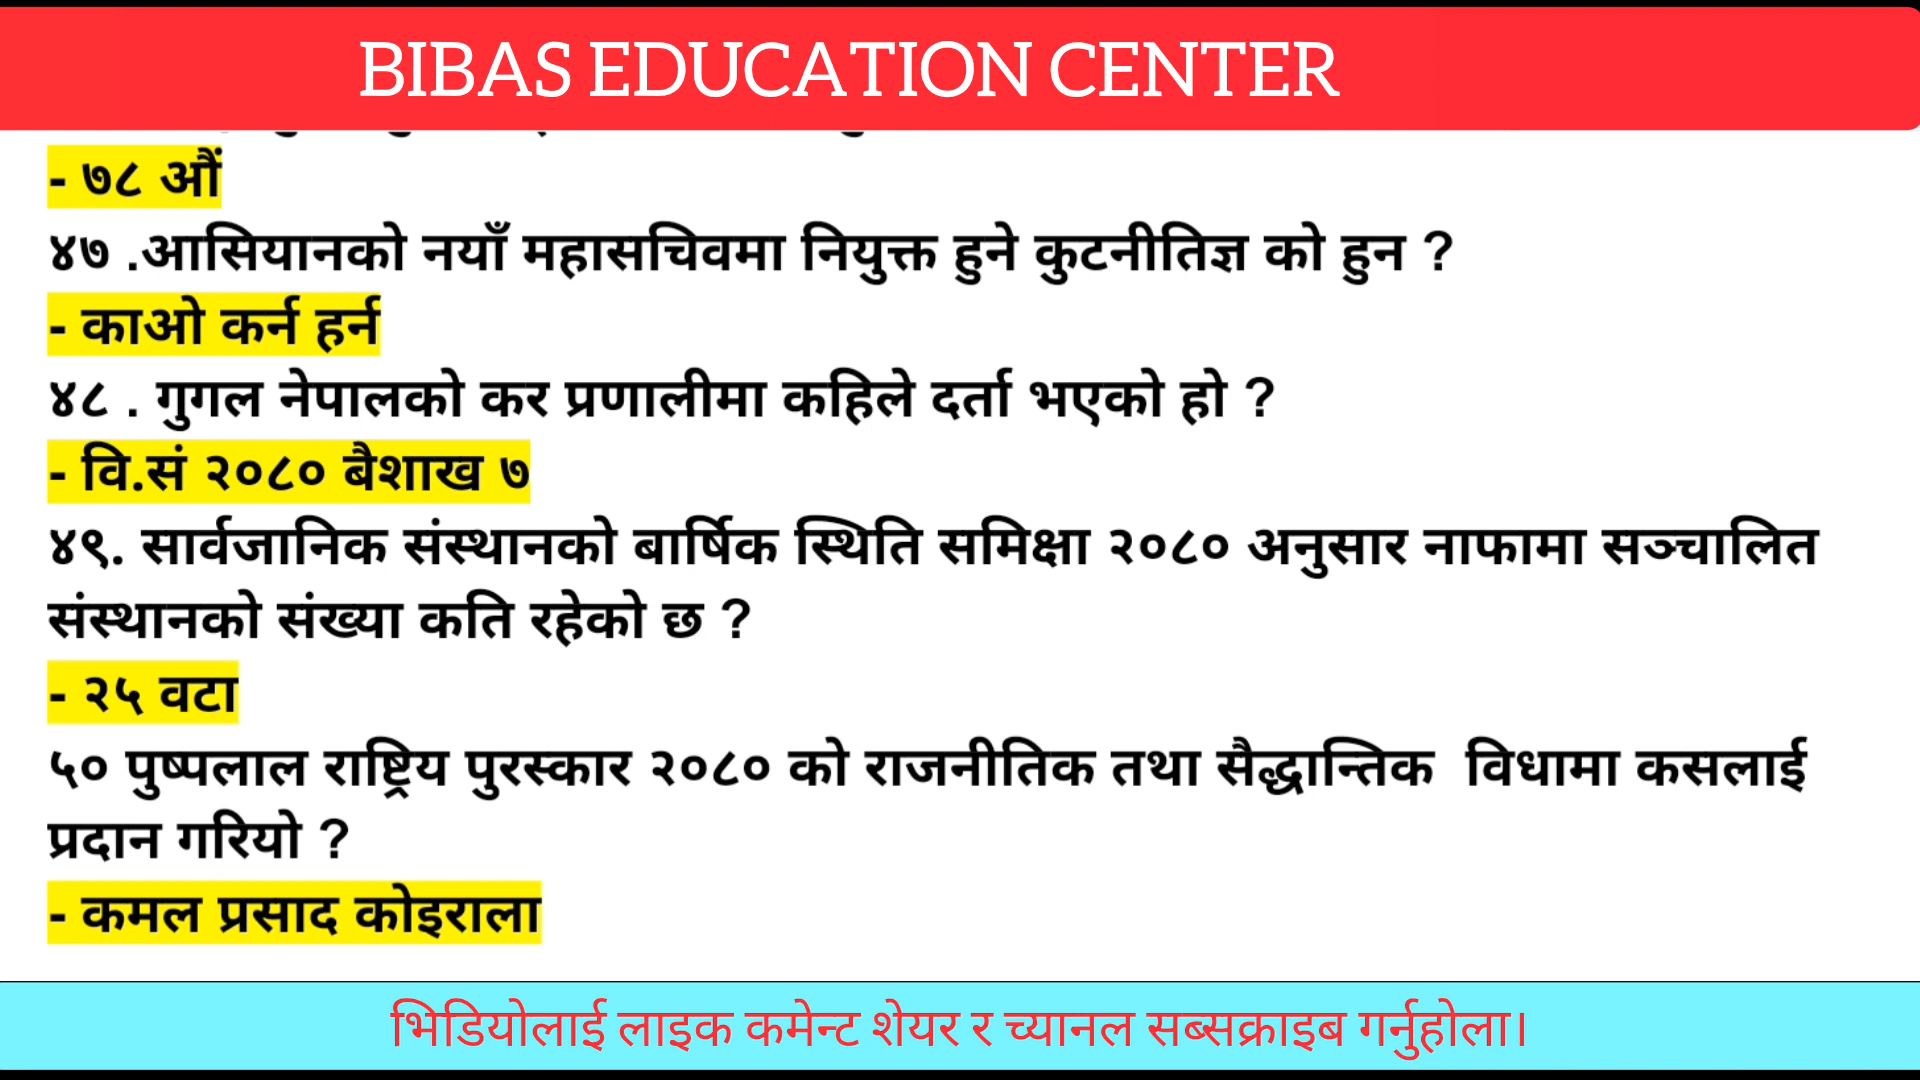 BIBAS EDUCATION CENTER
- ७८ औं
४७ .आसियानको नयाँ महासचिवमा नियुक्त हुने कुटनीतिज्ञ को हुन ?
- काओ कर्न हर्न
४८ . गुगल नेपालको कर प्रणालीमा कहिले दर्ता भएको हो ?
- वि.सं २०८० बैशाख ७
४९. सार्वजानिक संस्थानको बार्षिक स्थिति समिक्षा २०८० अनुसार नाफामा सञ्चालित
संस्थानको संख्या कति रहेको छ ?
- २५ वटा
५० पुष्पलाल राष्ट्रिय पुरस्कार २०८० को राजनीतिक तथा सैद्धान्तिक विधामा कसलाई
प्रदान गरियो ?
- कमल प्रसाद कोइराला
भिडियोलाई लाइक कमेन्ट शेयर र च्यानल सब्सक्राइब गर्नुहोला।